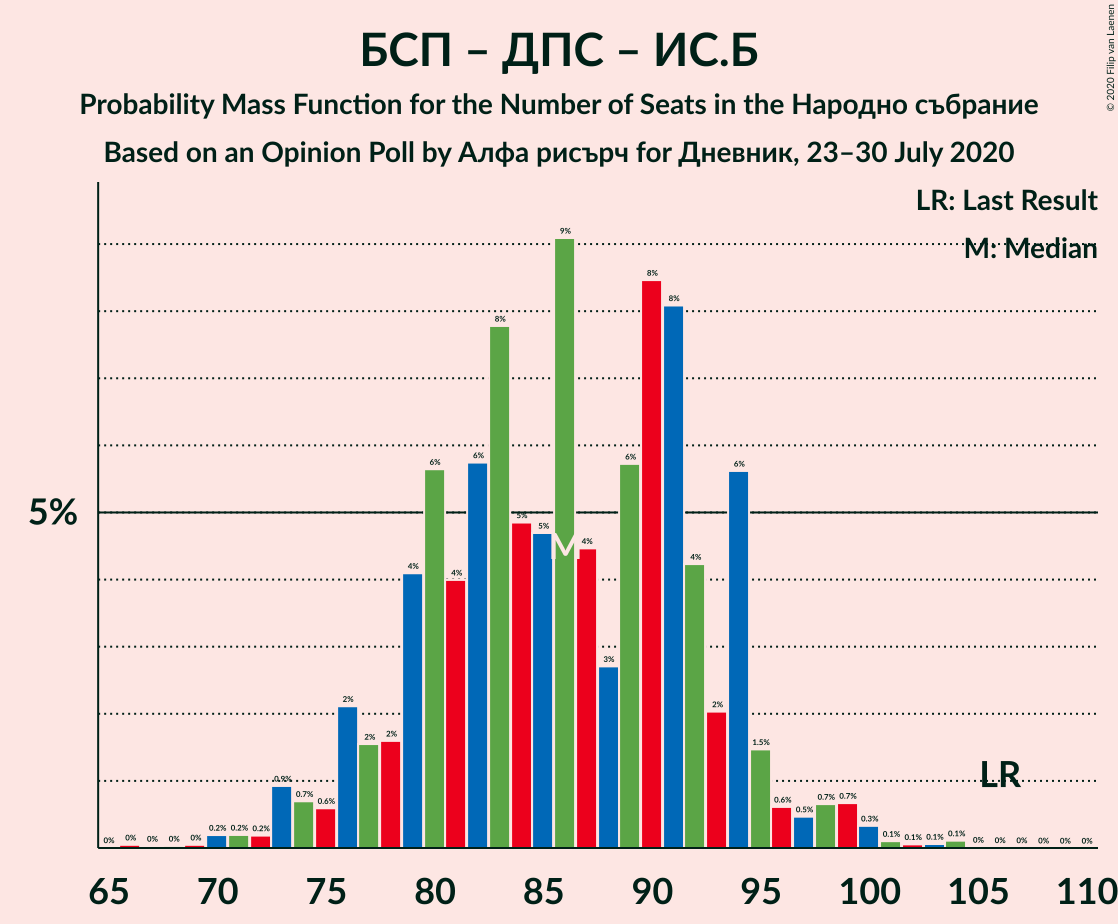 БСП – ДПС – ИС.Б
Probability Mass Function for the Number of Seats in the Народно събрание
Based on an Opinion Poll by Алфа рисърч for Дневник, 23–30 July 2020
© 2020 Filip van Laenen
LR: Last Result
M: Median
5%
0% 0% 0% 0% 0% 0.2% 0.2% 0.2% 0.9% 0.7% 0.6% 2% 2% 2% 4% 6% 4% 6% 8% 5% 5% 9% 4% 3% 6% 8% 8% 4% 2% 6% 1.5% 0.6% 0.5% 0.7% 0.7% 0.3% 0.1% 0.1% 0.1% 0.1% 0% 0% 0% 0% 0% 0%
M
LR
65 70 75 80 85 90 95 100 105 110